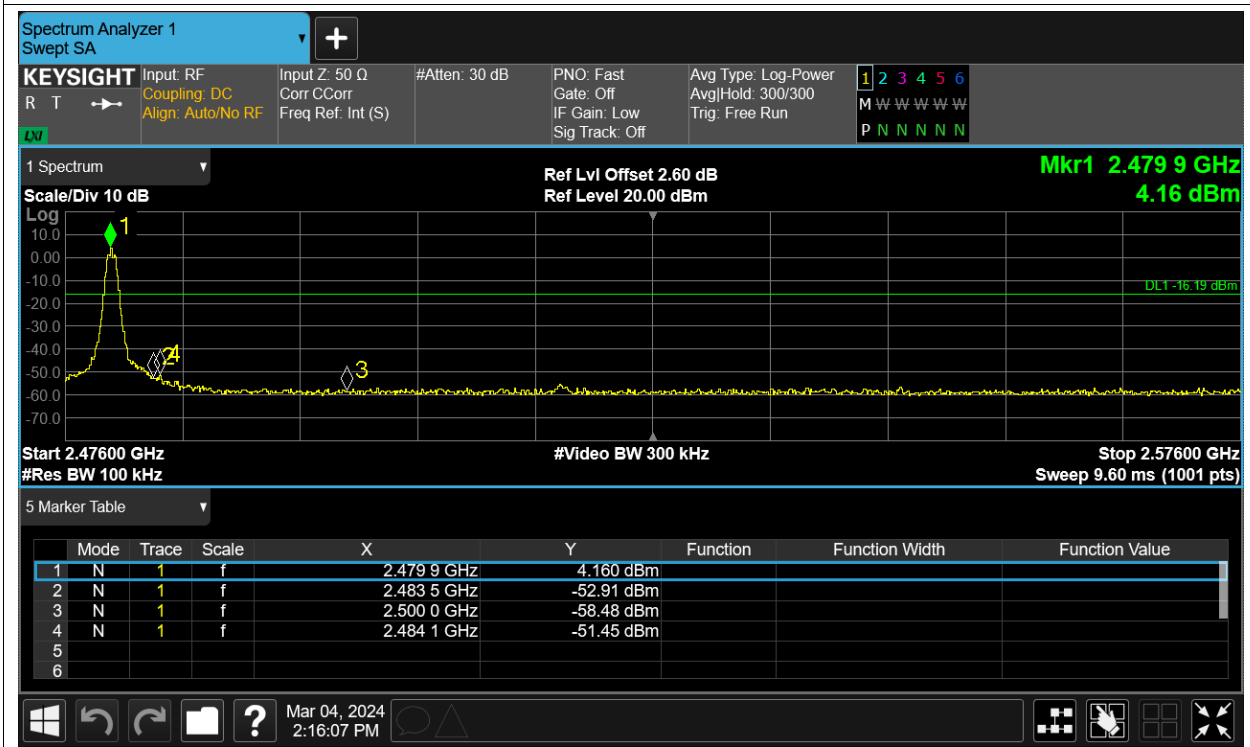 Spectrum Analyzer 1
Swept SA
KEYSIGHT Input: RF Input Z: 50 Ω #Atten: 30 dB PNO: Fast Avg Type: Log-Power 1 2 3 4 5 6
R T Coupling: DC Corr CCorr Gate: Off Avg|Hold: 300/300 M W W W W W
Align: Auto/No RF Freq Ref: Int (S) IF Gain: Low Trig: Free Run
LXI Sig Track: Off P N N N N N
1 Spectrum Ref Lvl Offset 2.60 dB Mkr1 2.479 9 GHz
Scale/Div 10 dB Ref Level 20.00 dBm 4.16 dBm
Log
1
10.0
0.00
-10.0
DL1 -16.19 dBm
-20.0
-30.0
-40.0
2 4
-50.0
3
-60.0
-70.0
Start 2.47600 GHz #Video BW 300 kHz Stop 2.57600 GHz
#Res BW 100 kHz Sweep 9.60 ms (1001 pts)
5 Marker Table
Mode Trace Scale X Y Function Function Width Function Value
1 N 1 f 2.479 9 GHz 4.160 dBm
2 N 1 f 2.483 5 GHz -52.91 dBm
3 N 1 f 2.500 0 GHz -58.48 dBm
4 N 1 f 2.484 1 GHz -51.45 dBm
5
6
? Mar 04, 2024
2:16:07 PM